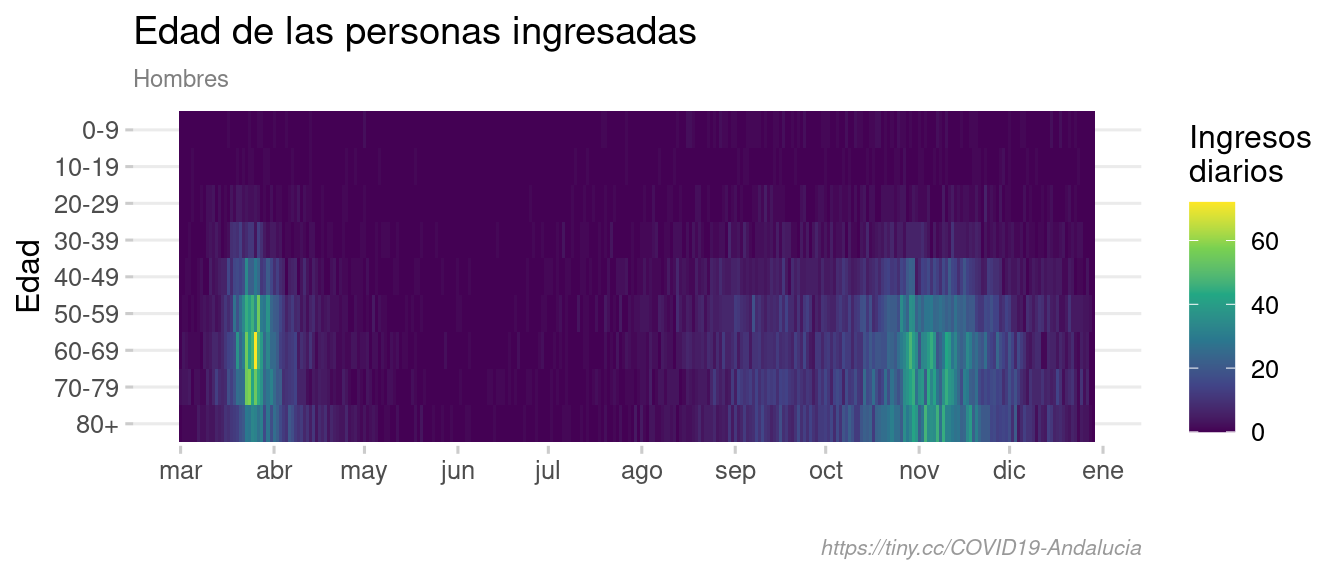 Edad de las personas ingresadas
Hombres
Edad
0-9
10-19
20-29
30-39
40-49
50-59
60-69
70-79
80+
mar abr may jun jul ago sep oct nov dic ene
Ingresos
diarios
60
40
20
0
https://tiny.cc/COVID19-Andalucia